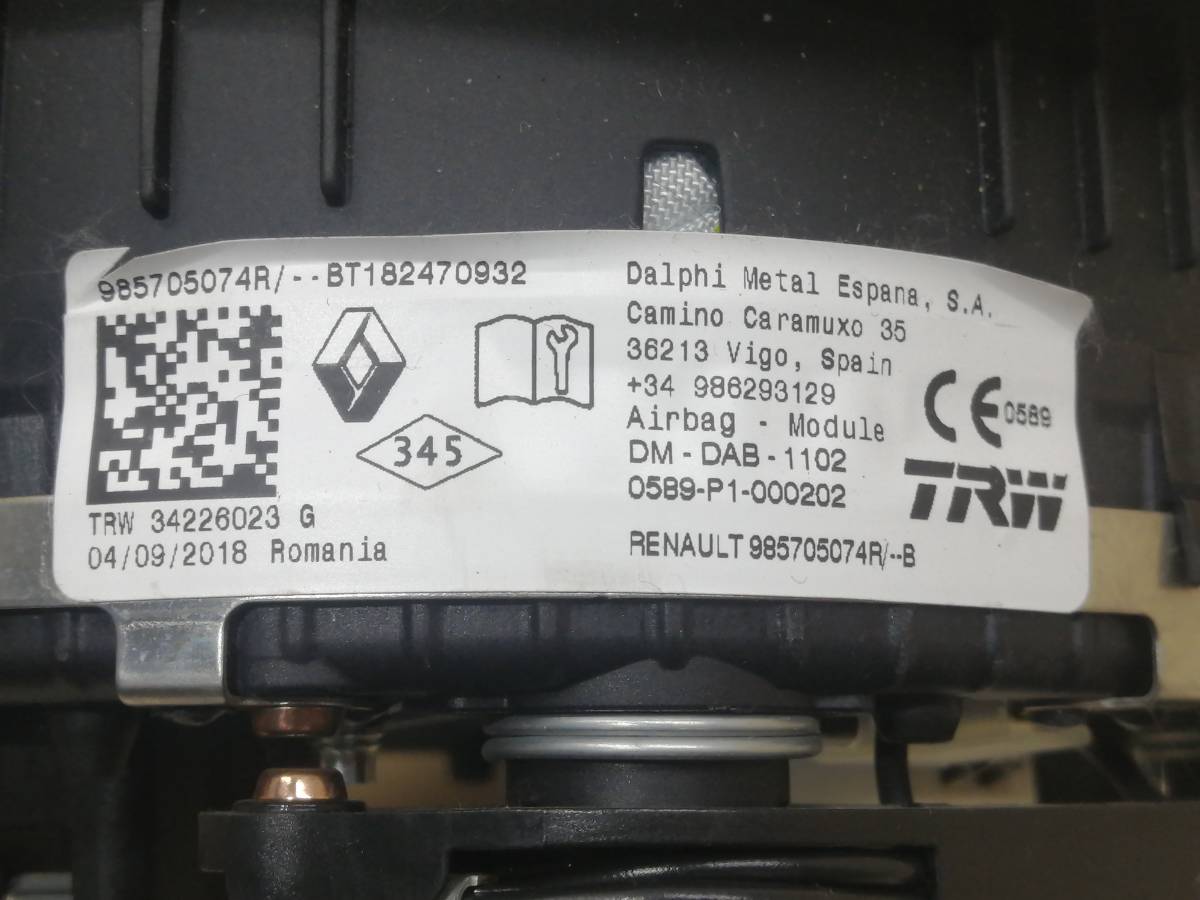 985705074R/--BT182470932
345
TRW 34226023 G
04/09/2018 Romania
Dalphi Metal Espana, S.A.
Camino Caramuxo 35
36213 Vigo, Spain
+34 986293129
Airbag - Module
DM-DAB-1102
0589-P1-000202
RENAULT 985705074R/--B
CE 0589
TRW